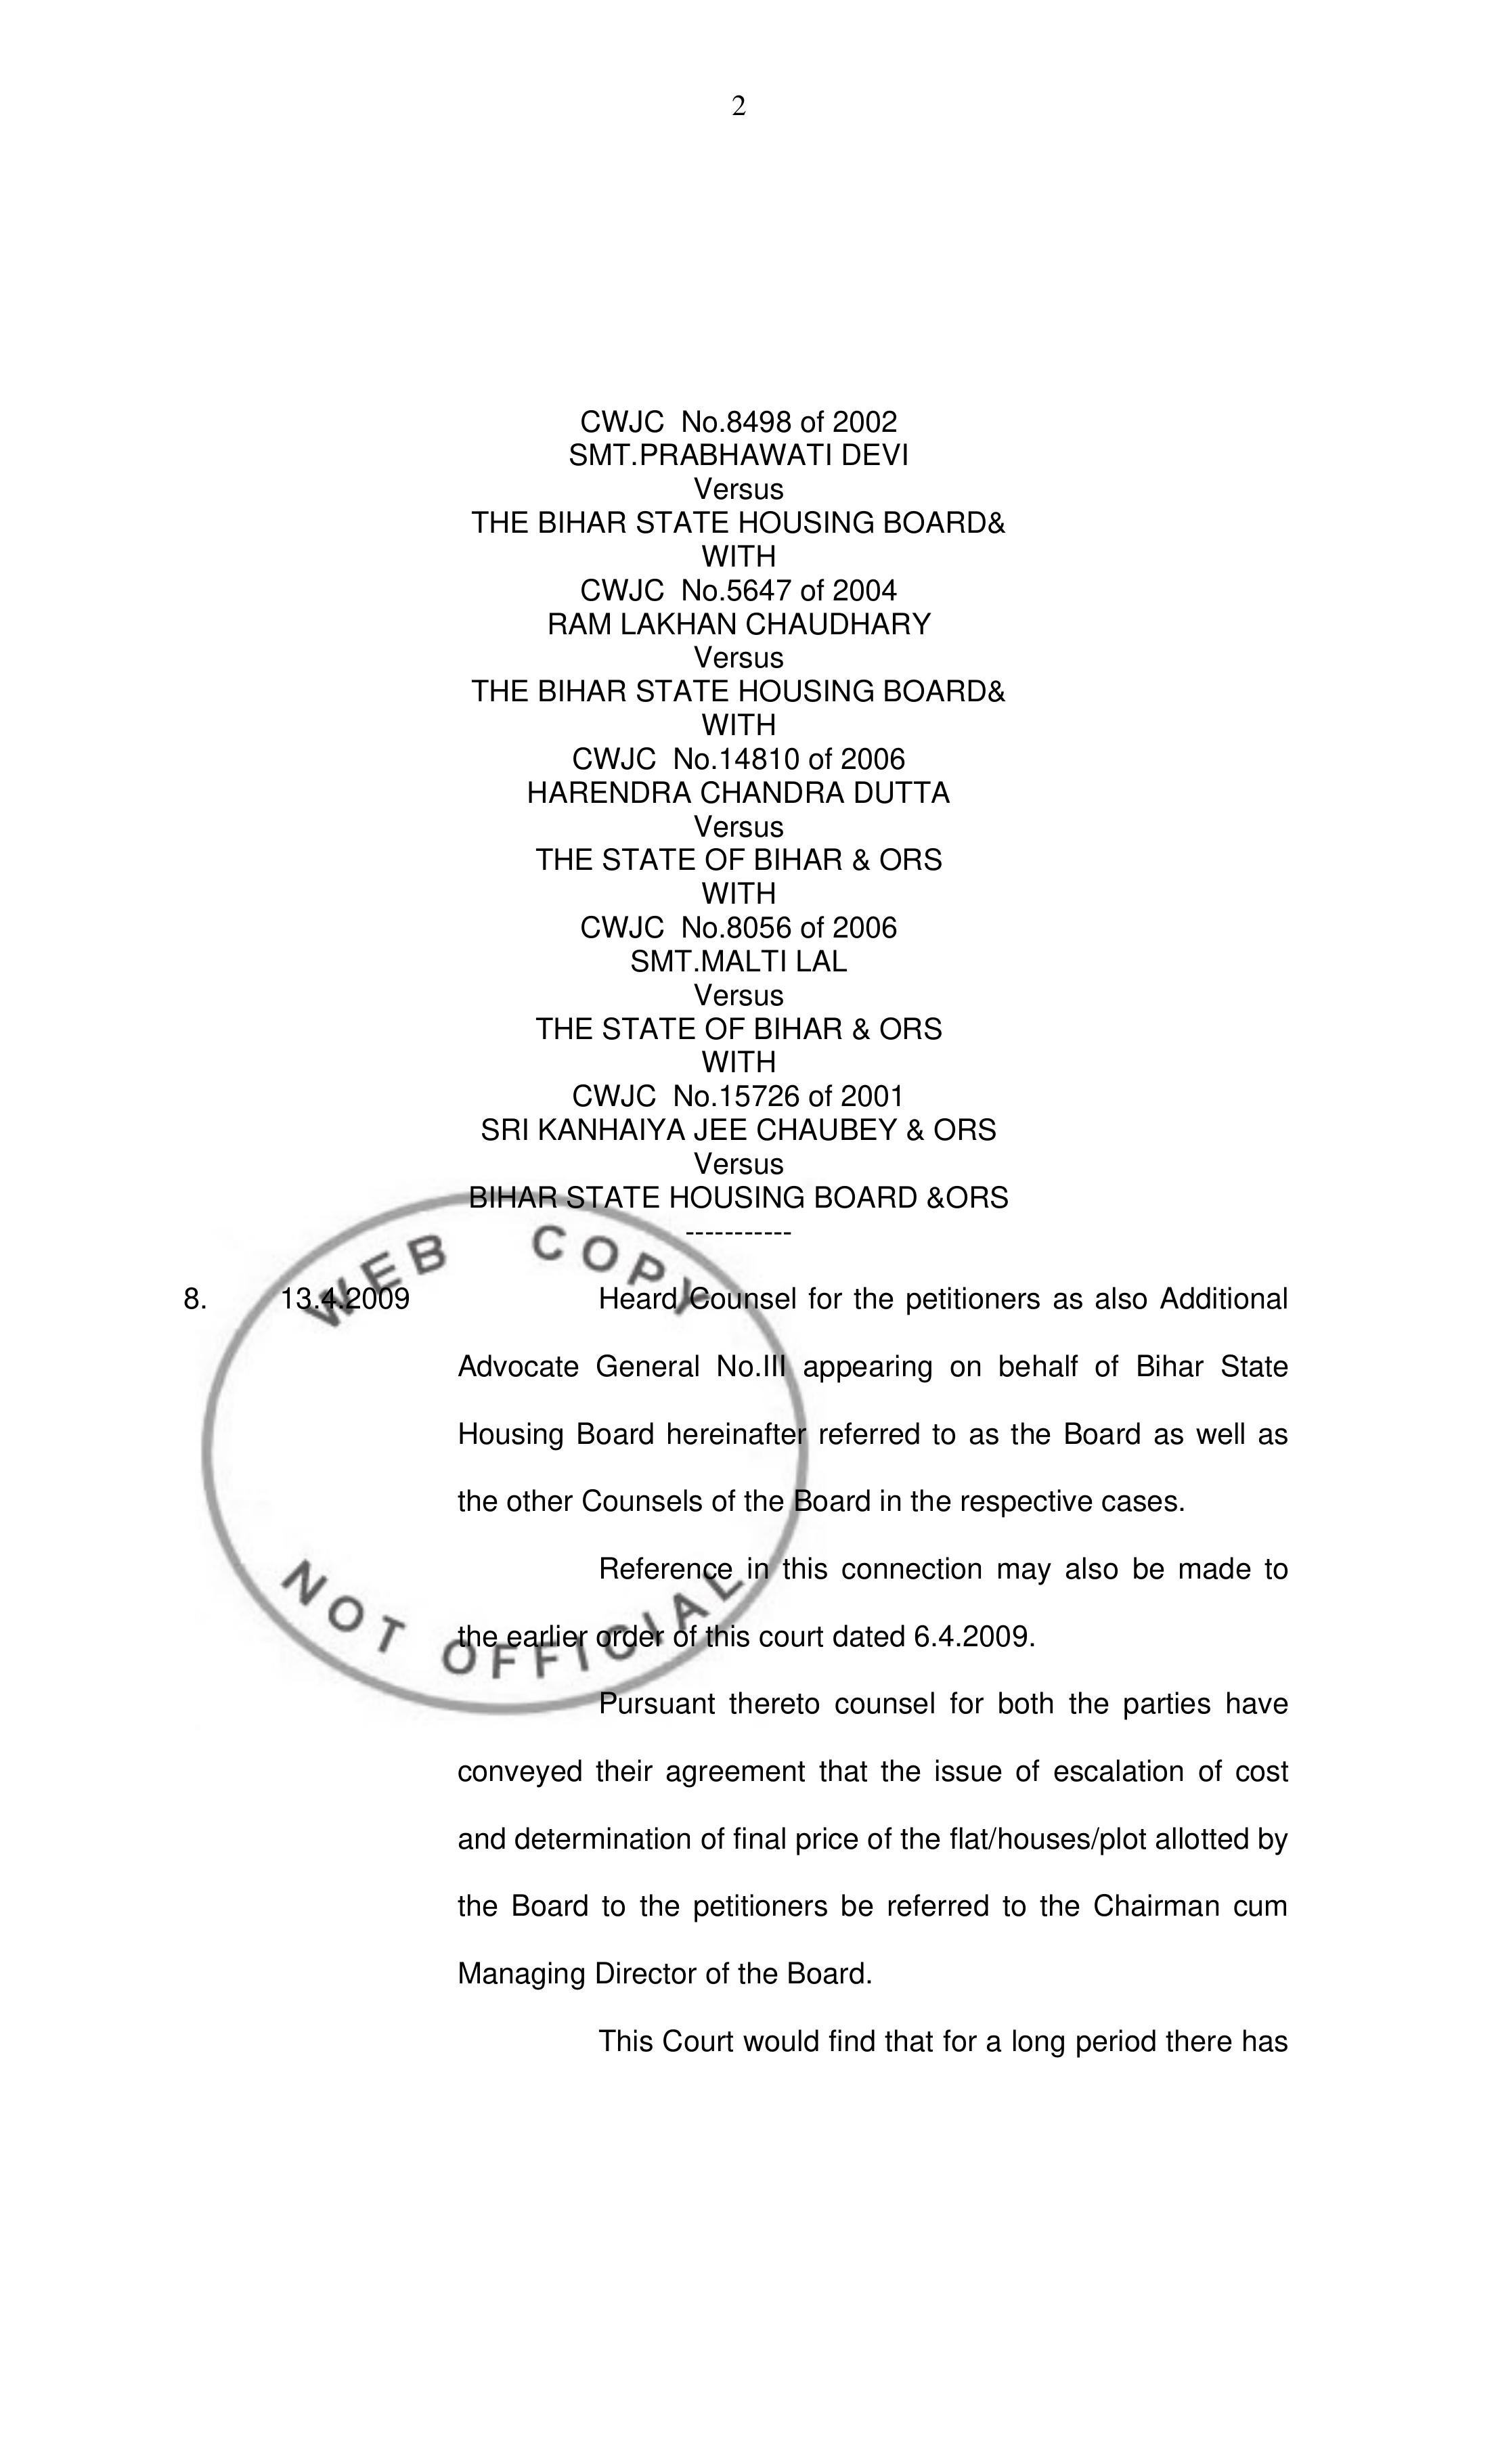 2
CWJC No.8498 of 2002
SMT.PRABHAWATI DEVI
Versus
THE BIHAR STATE HOUSING BOARD&
WITH
CWJC No.5647 of 2004
RAM LAKHAN CHAUDHARY
Versus
THE BIHAR STATE HOUSING BOARD&
WITH
CWJC No.14810 of 2006
HARENDRA CHANDRA DUTTA
Versus
THE STATE OF BIHAR & ORS
WITH
CWJC No.8056 of 2006
SMT.MALTI LAL
Versus
THE STATE OF BIHAR & ORS
WITH
CWJC No.15726 of 2001
SRI KANHAIYA JEE CHAUBEY & ORS
Versus
BIHAR STATE HOUSING BOARD &ORS
-----------
WEB COPY
8. 13.4.2009 Heard Counsel for the petitioners as also Additional
Advocate General No.III appearing on behalf of Bihar State
Housing Board hereinafter referred to as the Board as well as
the other Counsels of the Board in the respective cases.
Reference in this connection may also be made to
the earlier order of this court dated 6.4.2009.
NOT OFFICIAL
Pursuant thereto counsel for both the parties have
conveyed their agreement that the issue of escalation of cost
and determination of final price of the flat/houses/plot allotted by
the Board to the petitioners be referred to the Chairman cum
Managing Director of the Board.
This Court would find that for a long period there has